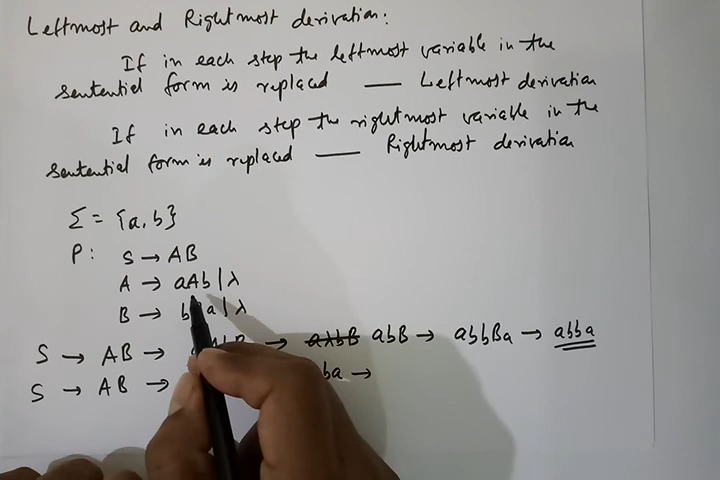 Leftmost and Rightmost derivation:
If in each step the leftmost variable in the
sentential form is replaced — Leftmost derivation
If in each step the rightmost variable in the
sentential form is replaced — Rightmost derivation
Σ = {a, b}
P: S → AB
A → aAb | λ
B → b a | λ
S → AB → → aλbB abB → abbBa → abba
S → AB → ba →